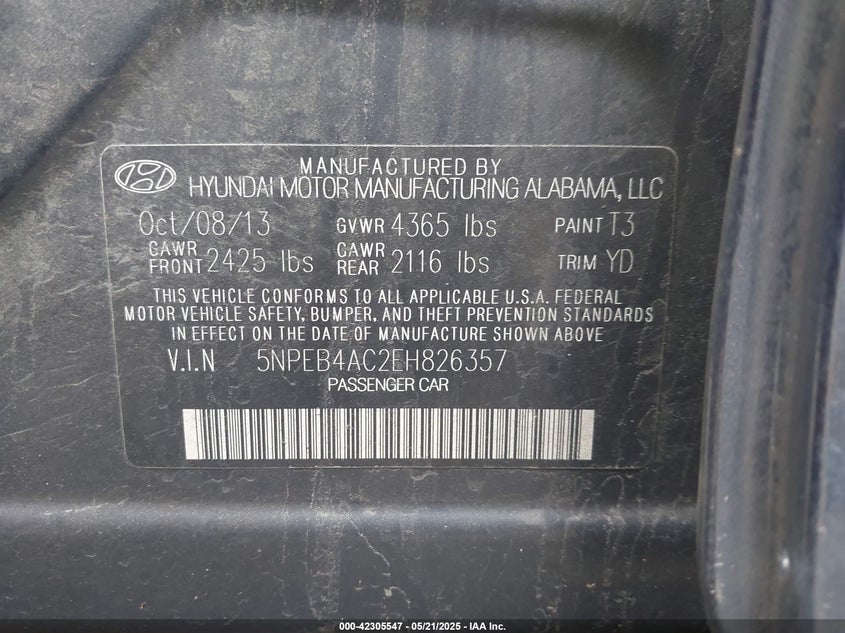 MANUFACTURED BY
HYUNDAI MOTOR MANUFACTURING ALABAMA, LLC
Oct/08/13 GVWR 4365 lbs PAINT T3
GAWR FRONT 2425 lbs GAWR REAR 2116 lbs TRIM YD
THIS VEHICLE CONFORMS TO ALL APPLICABLE U.S.A. FEDERAL
MOTOR VEHICLE SAFETY, BUMPER, AND THEFT PREVENTION STANDARDS
IN EFFECT ON THE DATE OF MANUFACTURE SHOWN ABOVE
V.I.N 5NPEB4AC2EH826357
PASSENGER CAR
000-42305547 - 05/21/2025 - IAA Inc.